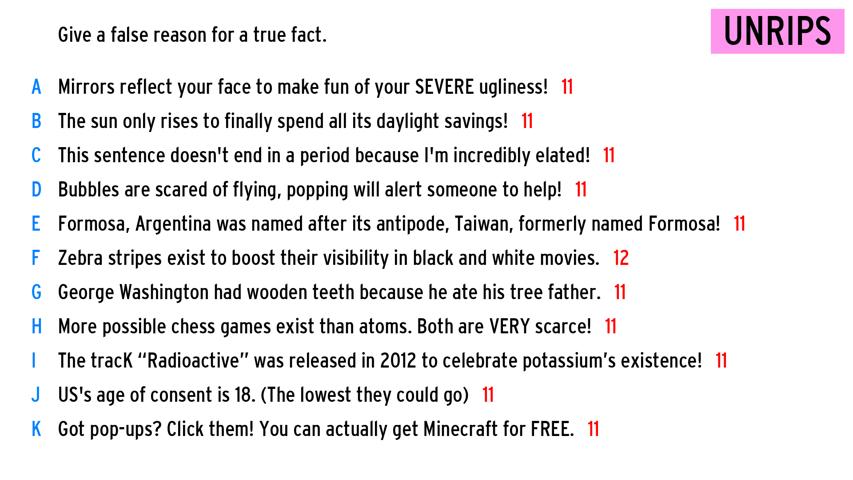 UNRIPS
Give a false reason for a true fact.
A Mirrors reflect your face to make fun of your SEVERE ugliness! 11
B The sun only rises to finally spend all its daylight savings! 11
C This sentence doesn't end in a period because I'm incredibly elated! 11
D Bubbles are scared of flying, popping will alert someone to help! 11
E Formosa, Argentina was named after its antipode, Taiwan, formerly named Formosa! 11
F Zebra stripes exist to boost their visibility in black and white movies. 12
G George Washington had wooden teeth because he ate his tree father. 11
H More possible chess games exist than atoms. Both are VERY scarce! 11
I The tracK “Radioactive” was released in 2012 to celebrate potassium’s existence! 11
J US's age of consent is 18. (The lowest they could go) 11
K Got pop-ups? Click them! You can actually get Minecraft for FREE. 11